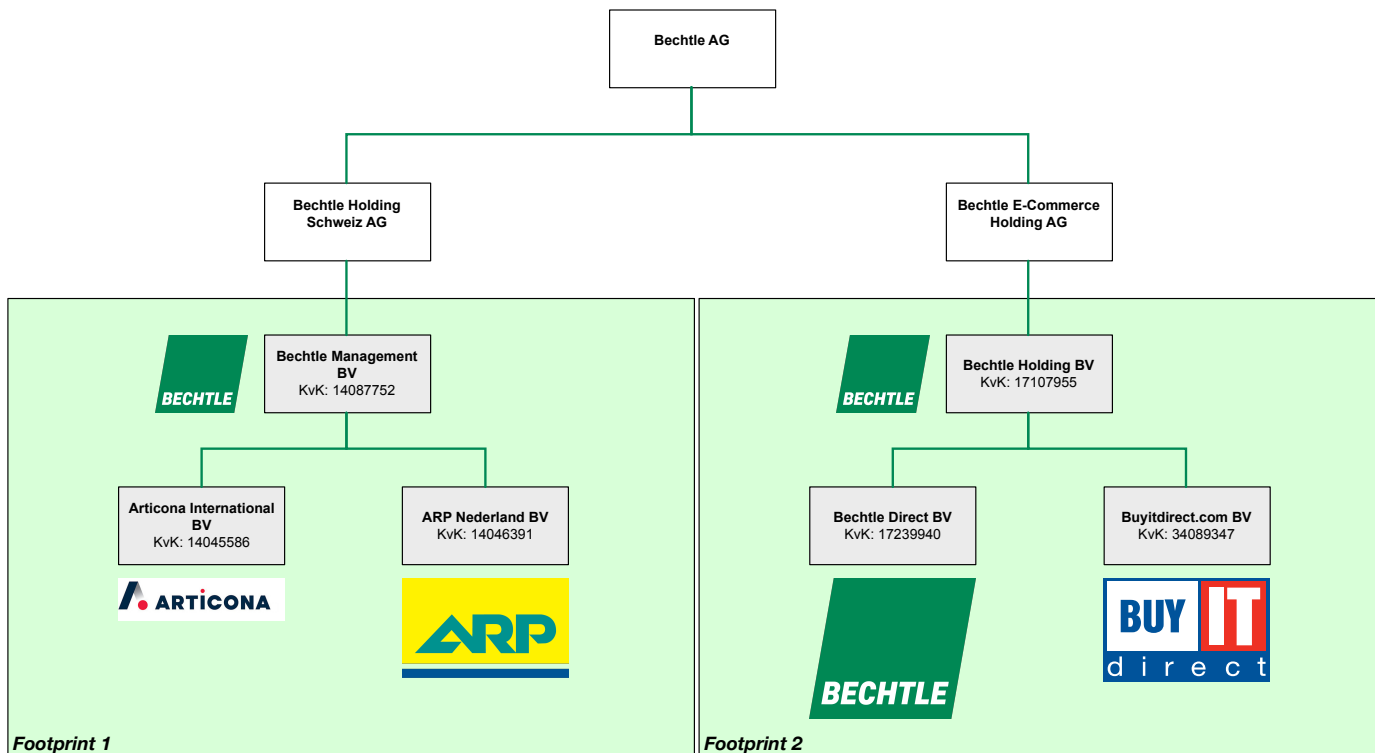 Bechtle AG
Bechtle Holding
Schweiz AG
Bechtle E-Commerce
Holding AG
BECHTLE
Bechtle Management
BV
KvK: 14087752
BECHTLE
Bechtle Holding BV
KvK: 17107955
Articona International
BV
KvK: 14045586
ARP Nederland BV
KvK: 14046391
Bechtle Direct BV
KvK: 17239940
Buyitdirect.com BV
KvK: 34089347
ARTiCONA
ARP
BECHTLE
BUY IT
direct
Footprint 1
Footprint 2